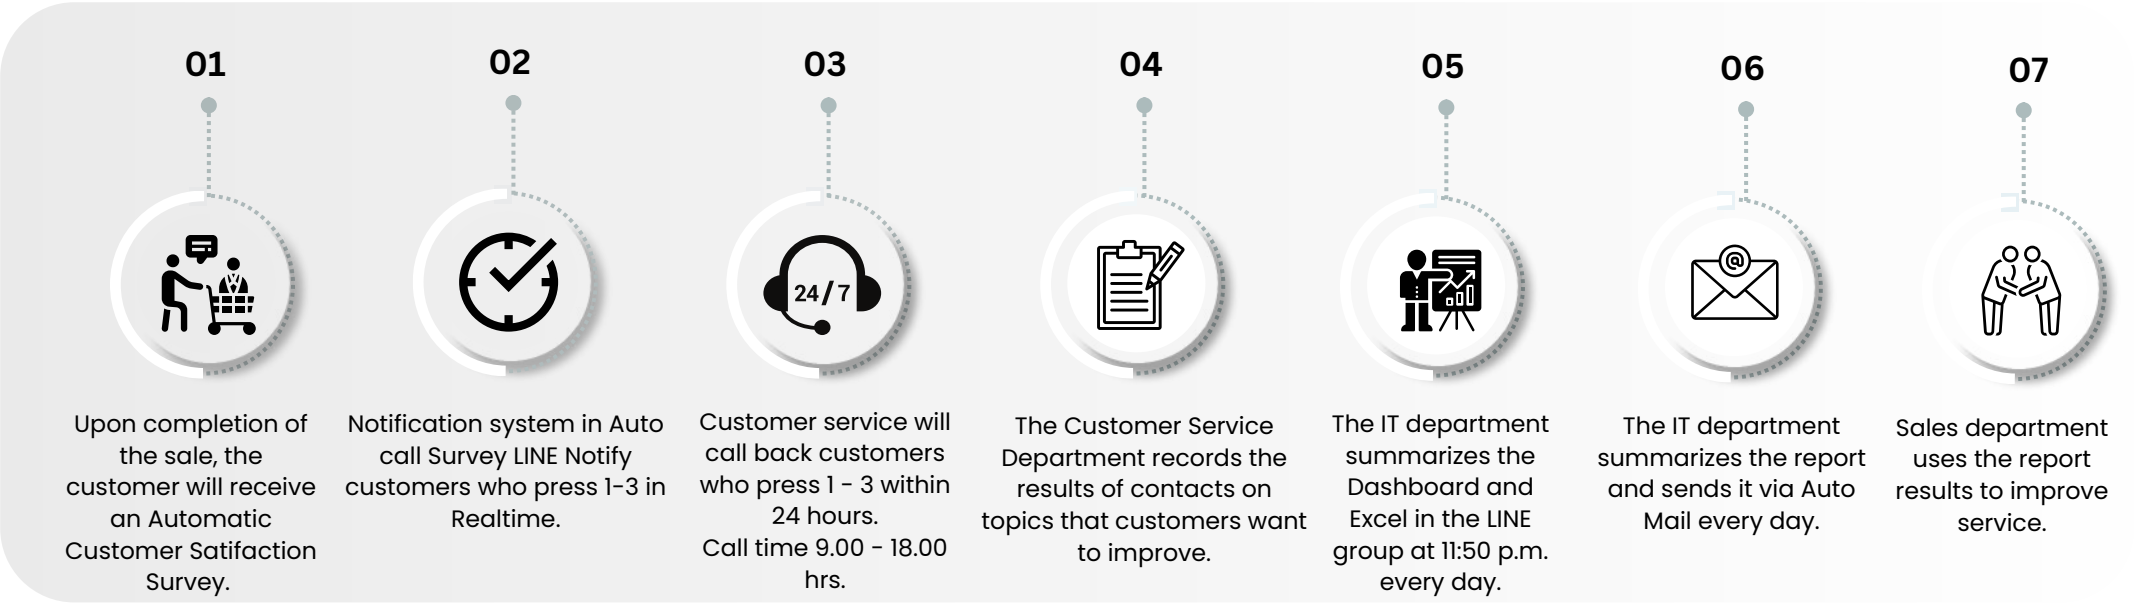 01
Upon completion of
the sale, the
customer will receive
an Automatic
Customer Satifaction
Survey.
02
Notification system in Auto
call Survey LINE Notify
customers who press 1-3 in
Realtime.
03
24/7
Customer service will
call back customers
who press 1 - 3 within
24 hours.
Call time 9.00 - 18.00
hrs.
04
The Customer Service
Department records the
results of contacts on
topics that customers want
to improve.
05
The IT department
summarizes the
Dashboard and
Excel in the LINE
group at 11:50 p.m.
every day.
06
@
The IT department
summarizes the report
and sends it via Auto
Mail every day.
07
Sales department
uses the report
results to improve
service.